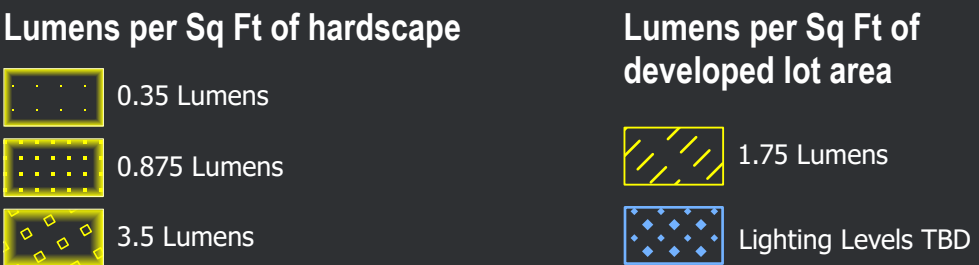 Lumens per Sq Ft of hardscape
0.35 Lumens
0.875 Lumens
3.5 Lumens
Lumens per Sq Ft of
developed lot area
1.75 Lumens
Lighting Levels TBD